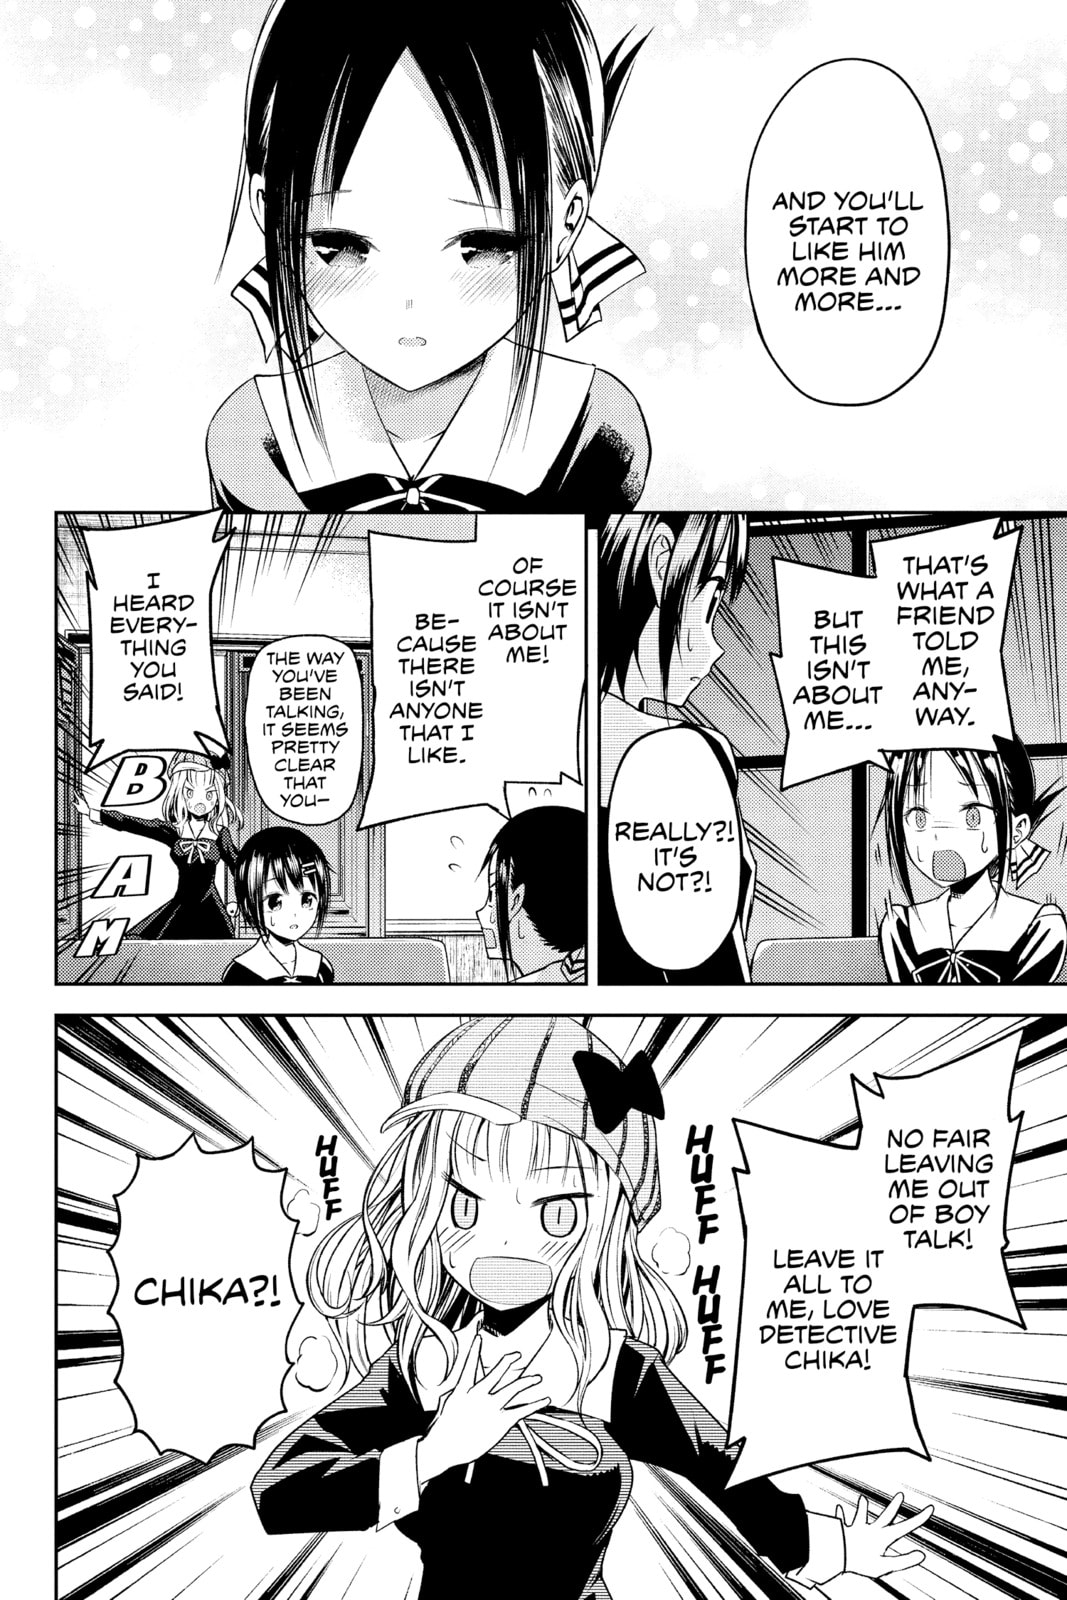 AND YOU'LL
START TO
LIKE HIM
MORE AND
MORE...
THAT'S
WHAT A
FRIEND
TOLD
ME,
ANY-
WAY.
BUT
THIS
ISN'T
ABOUT
ME...
REALLY?!
IT'S
NOT?!
OF
COURSE
IT ISN'T
ABOUT
ME!
BE-
CAUSE
THERE
ISN'T
ANYONE
THAT I
LIKE.
THE WAY
YOU'VE
BEEN
TALKING,
IT SEEMS
PRETTY
CLEAR
THAT
YOU—
I
HEARD
EVERY-
THING
YOU
SAID!
BAM
NO FAIR
LEAVING
ME OUT
OF BOY
TALK!
LEAVE IT
ALL TO
ME, LOVE
DETECTIVE
CHIKA!
HUFF HUFF
HUFF
CHIKA?!